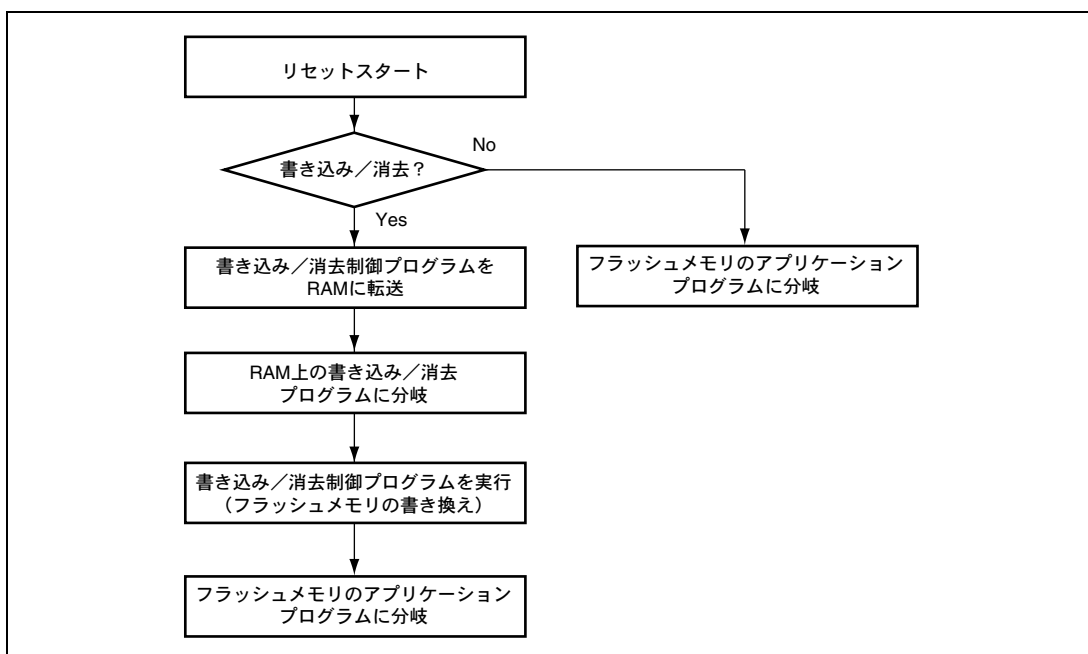 リセットスタート
書き込み／消去？
No
Yes
書き込み／消去制御プログラムを
RAMに転送
フラッシュメモリのアプリケーション
プログラムに分岐
RAM上の書き込み／消去
プログラムに分岐
書き込み／消去制御プログラムを実行
（フラッシュメモリの書き換え）
フラッシュメモリのアプリケーション
プログラムに分岐